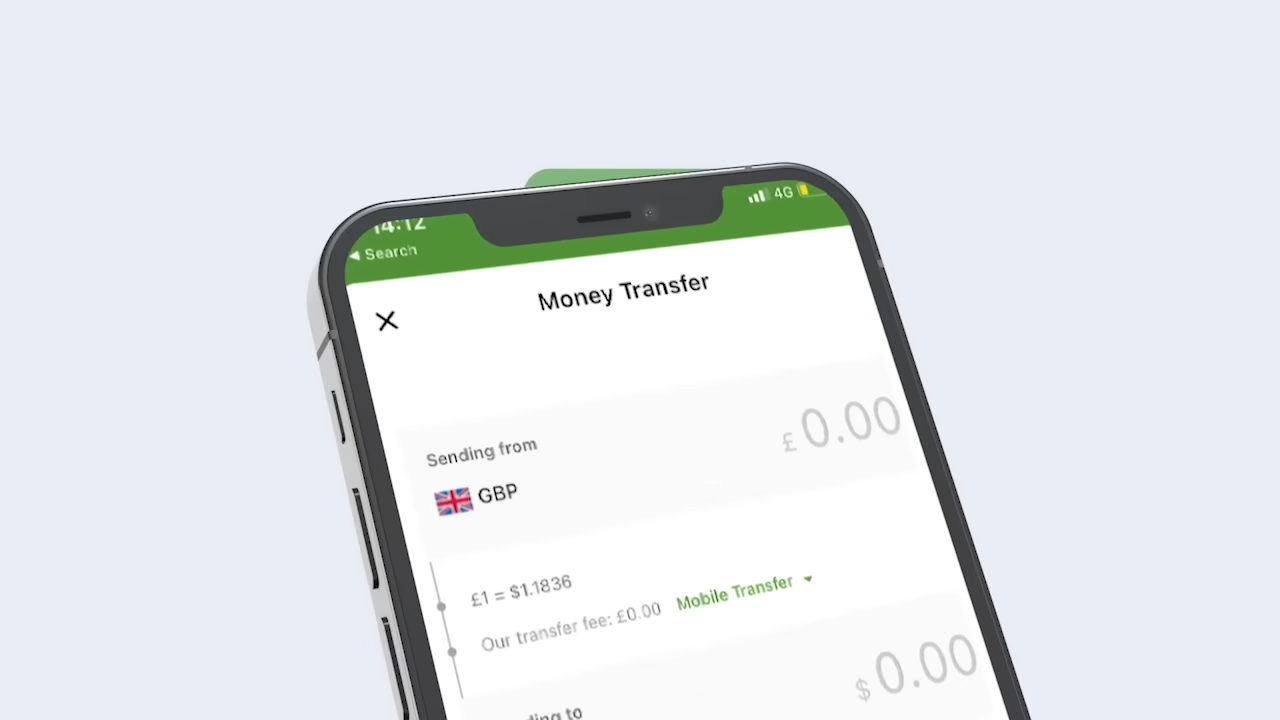 14:12
4G
◀ Search
Money Transfer
Sending from
£ 0.00
GBP
£1 = $1.1836
Our transfer fee: £0.00 Mobile Transfer
$ 0.00
to